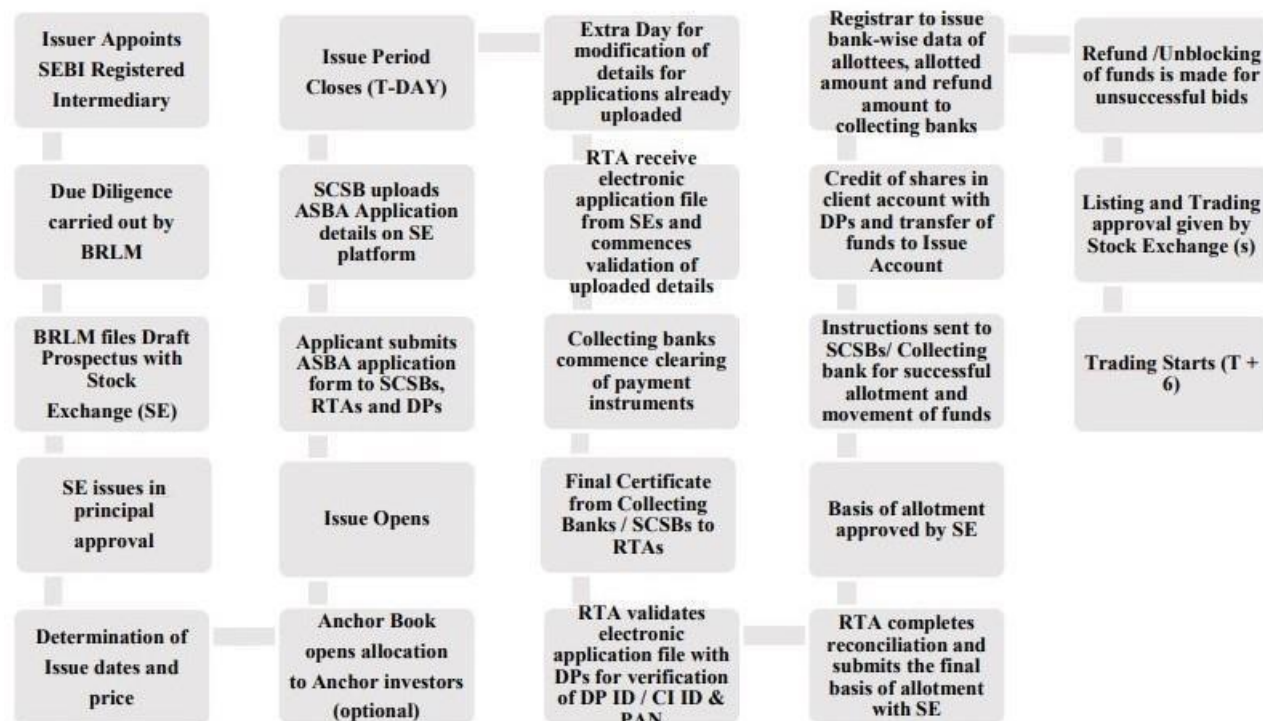 Issuer Appoints
SEBI Registered
Intermediary
Due Diligence
carried out by
BRLM
BRLM files Draft
Prospectus with
Stock
Exchange (SE)
SE issues in
principal
approval
Determination of
Issue dates and
price
Anchor Book
opens allocation
to Anchor investors
(optional)
Issue Opens
Applicant submits
ASBA application
form to SCSBs,
RTAs and DPs
SCSB uploads
ASBA Application
details on SE
platform
Issue Period
Closes (T-DAY)
Extra Day for
modification of
details for
applications already
uploaded
RTA receive
electronic
application file
from SEs and
commences
validation of
uploaded details
Collecting banks
commence clearing
of payment
instruments
Final Certificate
from Collecting
Banks / SCSBs to
RTAs
RTA validates
electronic
application file with
DPs for verification
of DP ID / CI ID &
PAN
RTA completes
reconciliation and
submits the final
basis of allotment
with SE
Basis of allotment
approved by SE
Instructions sent to
SCSBs/ Collecting
bank for successful
allotment and
movement of funds
Credit of shares in
client account with
DPs and transfer of
funds to Issue
Account
Registrar to issue
bank-wise data of
allottees, allotted
amount and refund
amount to
collecting banks
Refund /Unblocking
of funds is made for
unsuccessful bids
Listing and Trading
approval given by
Stock Exchange (s)
Trading Starts (T +
6)